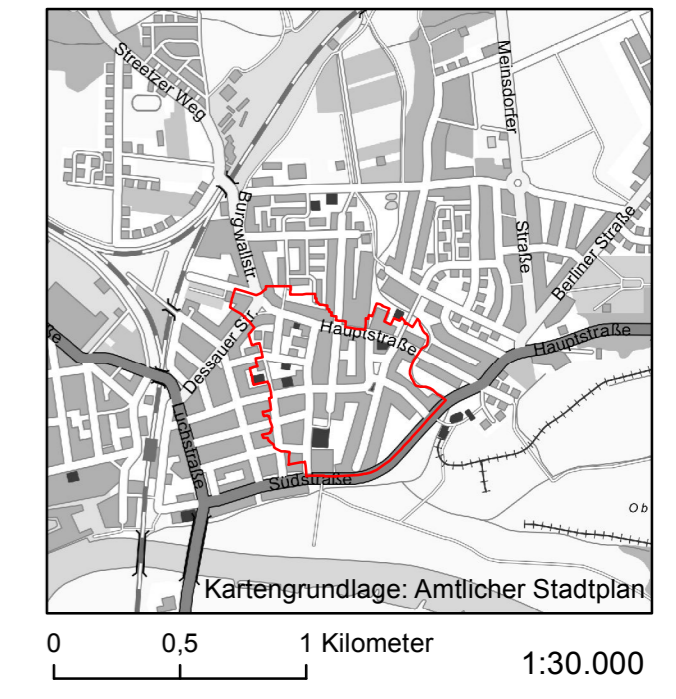 Streetzer Weg
Meinsdorfer
Straße
Burgwallstr.
Berliner Straße
Dessauer Str.
Hauptstraße
Hauptstraße
ke
Luchstraße
Südstraße
Ob
Kartengrundlage: Amtlicher Stadtplan
0 0,5 1 Kilometer
1:30.000